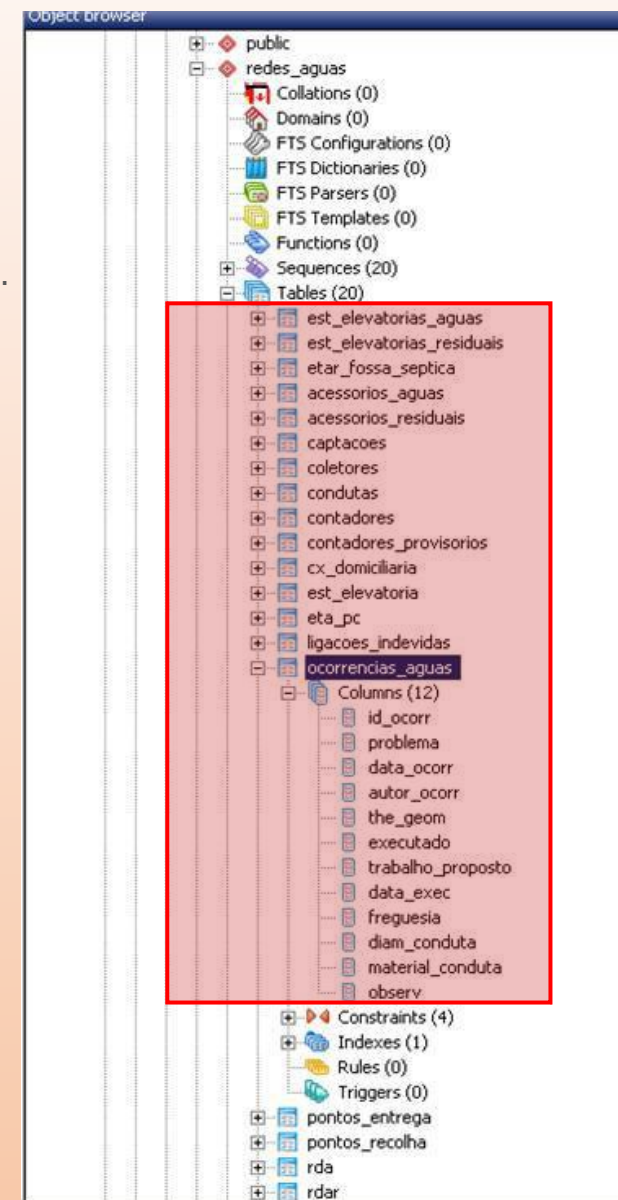 Object browser
public
redes_aguas
Collations (0)
Domains (0)
FTS Configurations (0)
FTS Dictionaries (0)
FTS Parsers (0)
FTS Templates (0)
Functions (0)
Sequences (20)
.
Tables (20)
est_elevatorias_aguas
est_elevatorias_residuais
etar_fossa_septica
acessorios_aguas
acessorios_residuais
captacoes
coletores
condutas
contadores
contadores_provisorios
cx_domiciliaria
est_elevatoria
eta_pc
ligacoes_indevidas
ocorrencias_aguas
Columns (12)
id_ocorr
problema
data_ocorr
autor_ocorr
the_geom
executado
trabalho_proposto
data_exec
freguesia
diam_conduta
material_conduta
observ
Constraints (4)
Indexes (1)
Rules (0)
Triggers (0)
pontos_entrega
pontos_recolha
rda
rdar